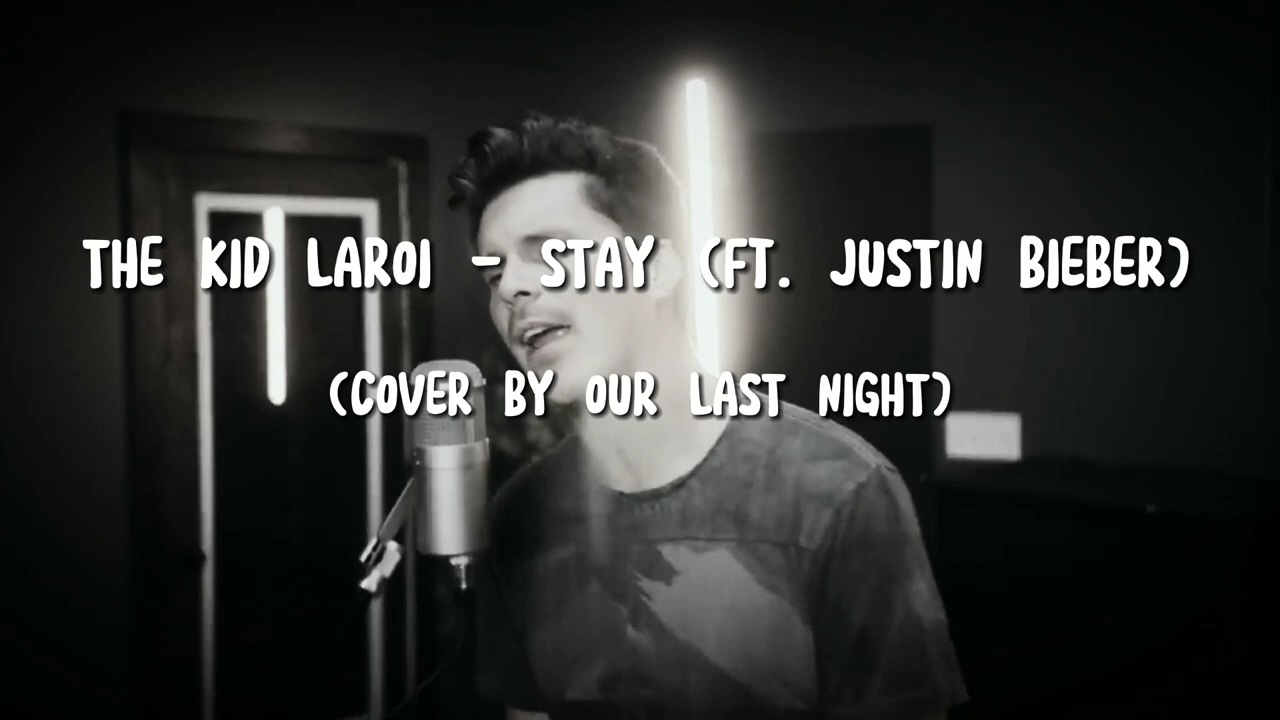 THE KID LAROI - STAY (FT. JUSTIN BIEBER)
(COVER BY OUR LAST NIGHT)